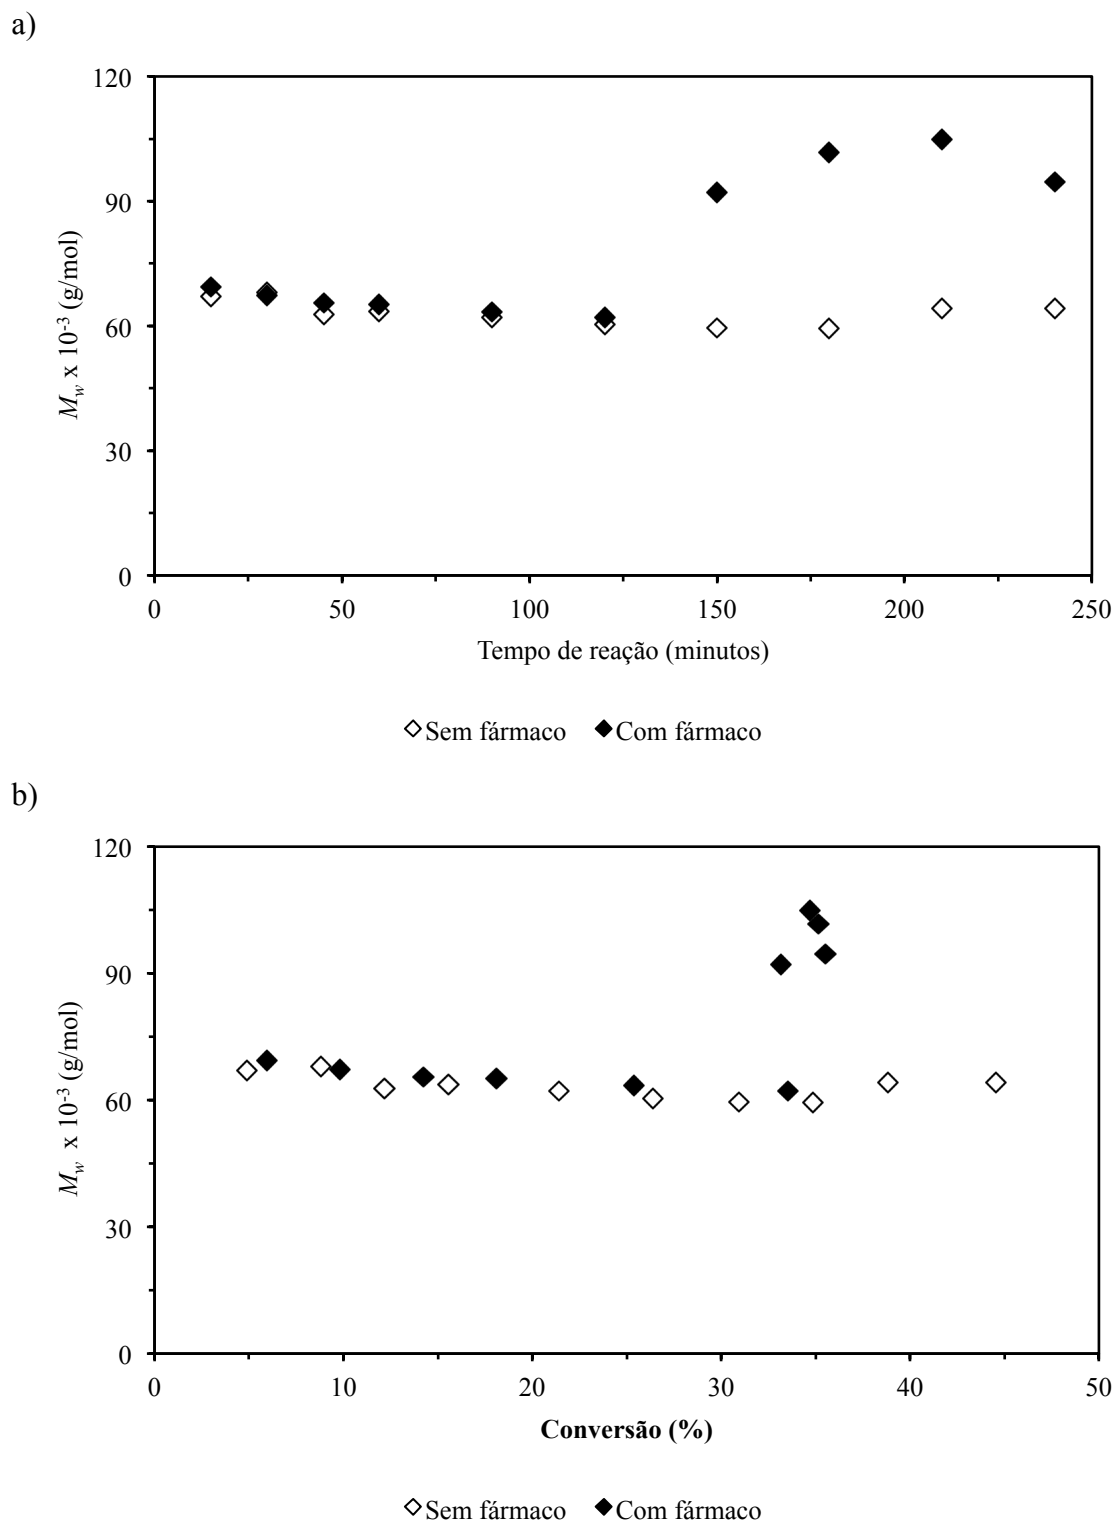 a)
120
90
60
30
0
M_w x 10⁻³ (g/mol)
0 50 100 150 200 250
Tempo de reação (minutos)
Sem fármaco Com fármaco
b)
120
90
60
30
0
M_w x 10⁻³ (g/mol)
0 10 20 30 40 50
Conversão (%)
Sem fármaco Com fármaco